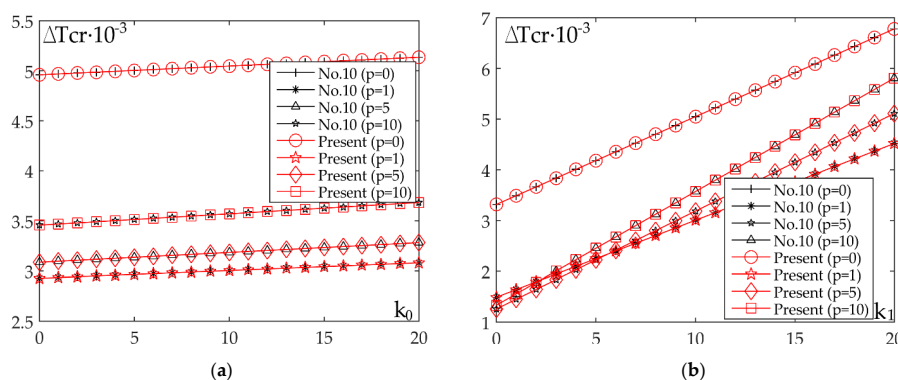 5.5
ΔTcr·10⁻³
5
4.5
4
3.5
3
2.5
0
5
10
15
20
k₀
No.10 (p=0)
No.10 (p=1)
No.10 (p=5
No.10 (p=10)
Present (p=0)
Present (p=1)
Present (p=5)
Present (p=10)
(a)
7
ΔTcr·10⁻³
6
5
4
3
2
1
0
5
10
15
20
k₁
No.10 (p=0)
No.10 (p=1)
No.10 (p=5)
No.10 (p=10)
Present (p=0)
Present (p=1)
Present (p=5)
Present (p=10)
(b)